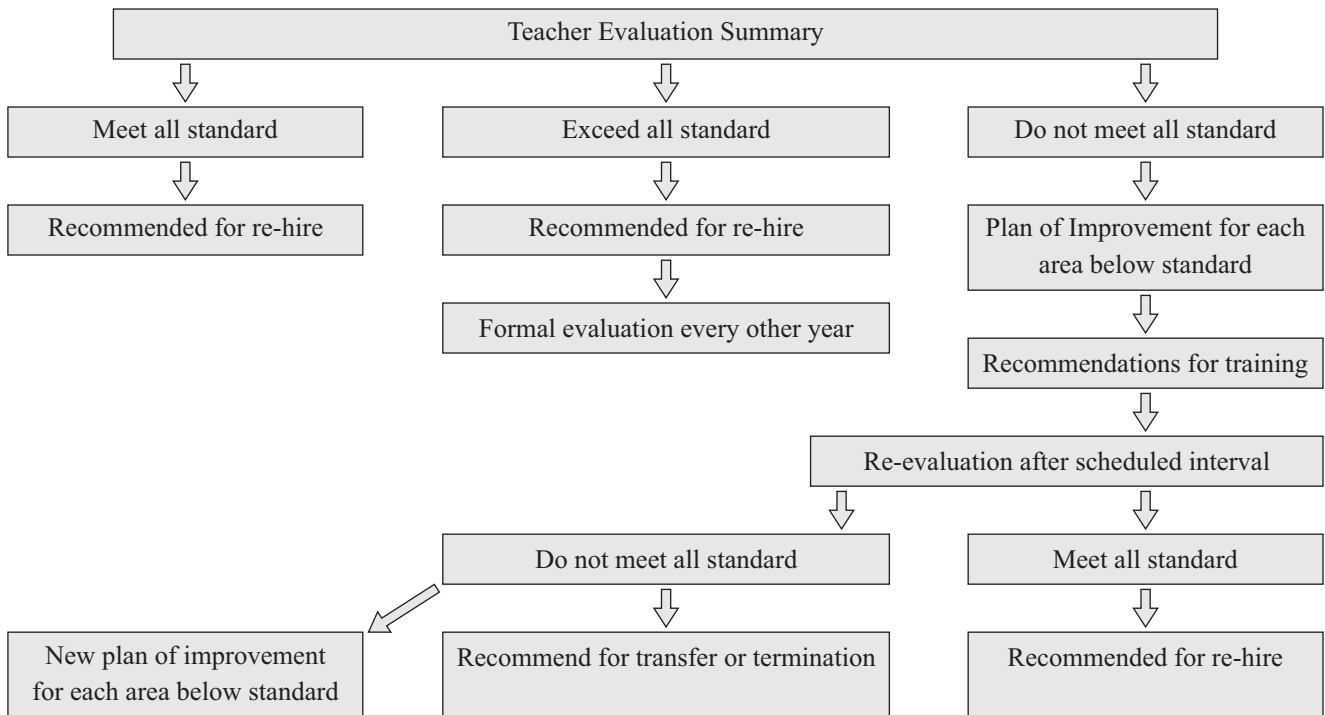 Teacher Evaluation Summary
Meet all standard
Exceed all standard
Do not meet all standard
Recommended for re-hire
Recommended for re-hire
Plan of Improvement for each
area below standard
Formal evaluation every other year
Recommendations for training
Re-evaluation after scheduled interval
Do not meet all standard
Meet all standard
New plan of improvement
for each area below standard
Recommend for transfer or termination
Recommended for re-hire